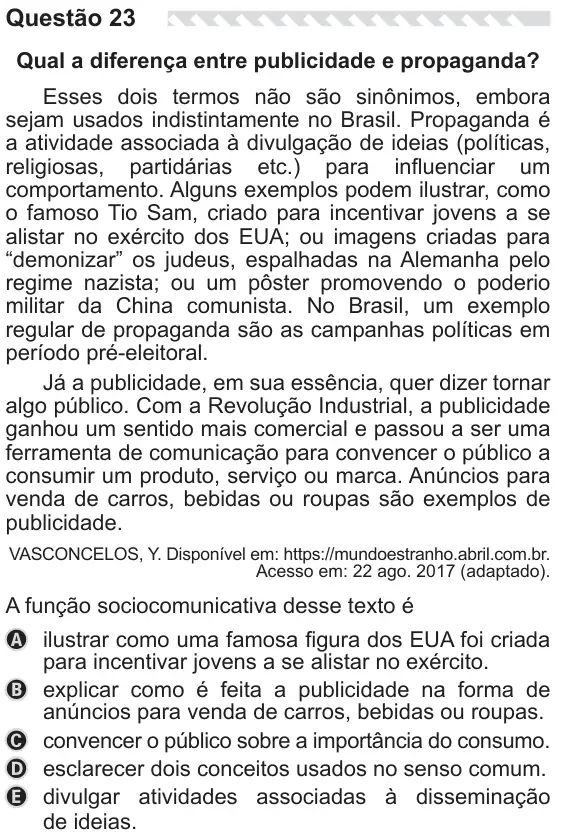 Questão 23
Qual a diferença entre publicidade e propaganda?
Esses dois termos não são sinônimos, embora
sejam usados indistintamente no Brasil. Propaganda é
a atividade associada à divulgação de ideias (políticas,
religiosas, partidárias etc.) para influenciar um
comportamento. Alguns exemplos podem ilustrar, como
o famoso Tio Sam, criado para incentivar jovens a se
alistar no exército dos EUA; ou imagens criadas para
“demonizar” os judeus, espalhadas na Alemanha pelo
regime nazista; ou um pôster promovendo o poderio
militar da China comunista. No Brasil, um exemplo
regular de propaganda são as campanhas políticas em
período pré-eleitoral.
Já a publicidade, em sua essência, quer dizer tornar
algo público. Com a Revolução Industrial, a publicidade
ganhou um sentido mais comercial e passou a ser uma
ferramenta de comunicação para convencer o público a
consumir um produto, serviço ou marca. Anúncios para
venda de carros, bebidas ou roupas são exemplos de
publicidade.
VASCONCELOS, Y. Disponível em: https://mundoestranho.abril.com.br.
Acesso em: 22 ago. 2017 (adaptado).
A função sociocomunicativa desse texto é
A ilustrar como uma famosa figura dos EUA foi criada
para incentivar jovens a se alistar no exército.
B explicar como é feita a publicidade na forma de
anúncios para venda de carros, bebidas ou roupas.
C convencer o público sobre a importância do consumo.
D esclarecer dois conceitos usados no senso comum.
E divulgar atividades associadas à disseminação
de ideias.